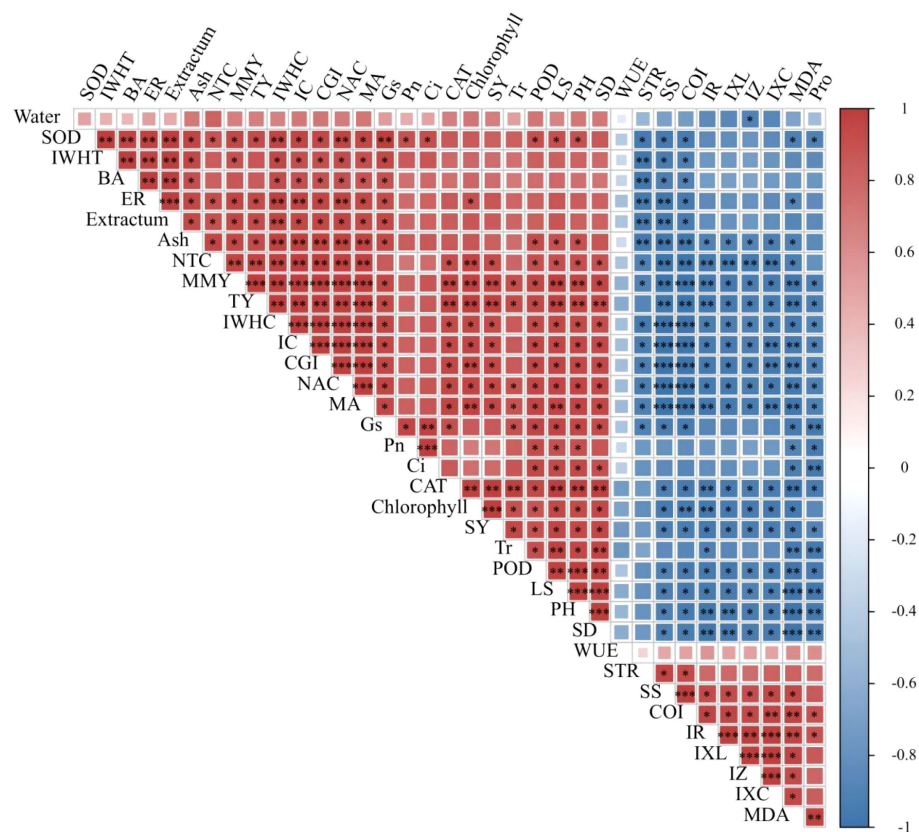 SOD IWHT BA ER Extractum Ash NTC MMY TY IWHC IC CGI NAC MA Gs Pn Ci CAT Chlorophyll SY Tr POD LS PH SD WUE STR SS COI IR IXL IZ IXC MDA Pro
Water
SOD
IWHT
BA
ER
Extractum
Ash
NTC
MMY
TY
IWHC
IC
CGI
NAC
MA
Gs
Pn
Ci
CAT
Chlorophyll
SY
Tr
POD
LS
PH
SD
WUE
STR
SS
COI
IR
IXL
IZ
IXC
MDA
1
0.8
0.6
0.4
0.2
0
-0.2
-0.4
-0.6
-0.8
-1